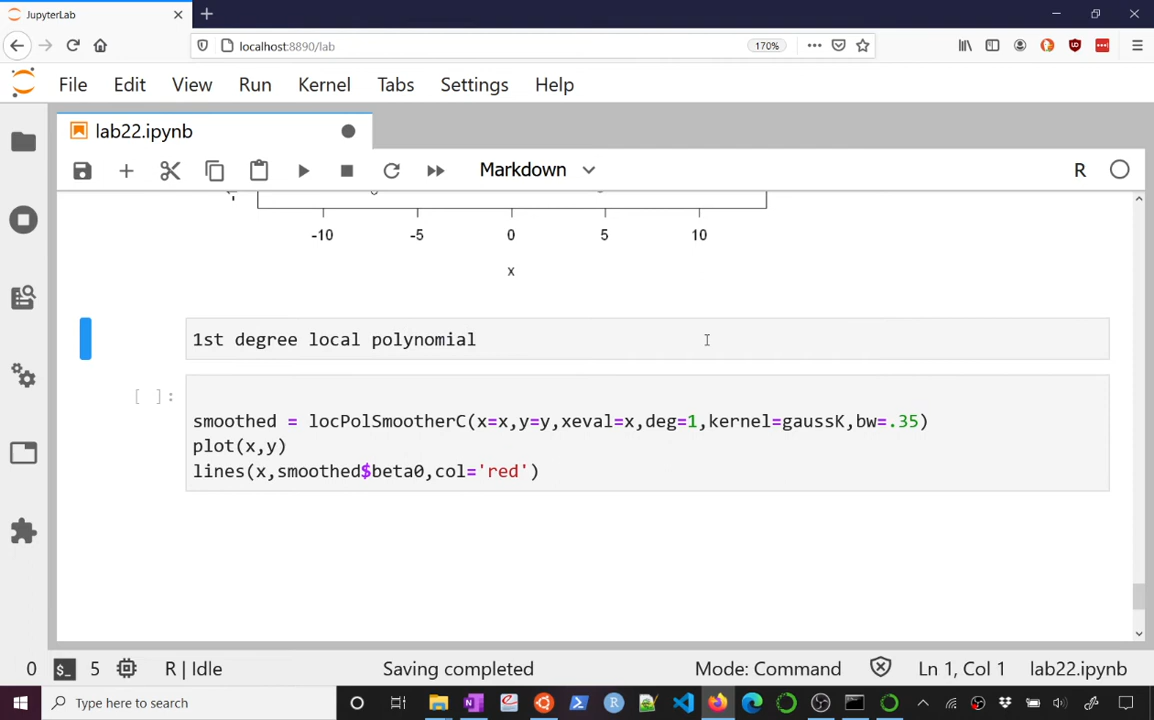 JupyterLab
localhost:8890/lab
170%
File Edit View Run Kernel Tabs Settings Help
lab22.ipynb
Markdown
R
-10 -5 0 5 10
x
1st degree local polynomial
[ ]:
smoothed = locPolSmootherC(x=x,y=y,xeval=x,deg=1,kernel=gaussK,bw=.35)
plot(x,y)
lines(x,smoothed$beta0,col='red')
0 $_ 5 R | Idle Saving completed Mode: Command Ln 1, Col 1 lab22.ipynb
Type here to search